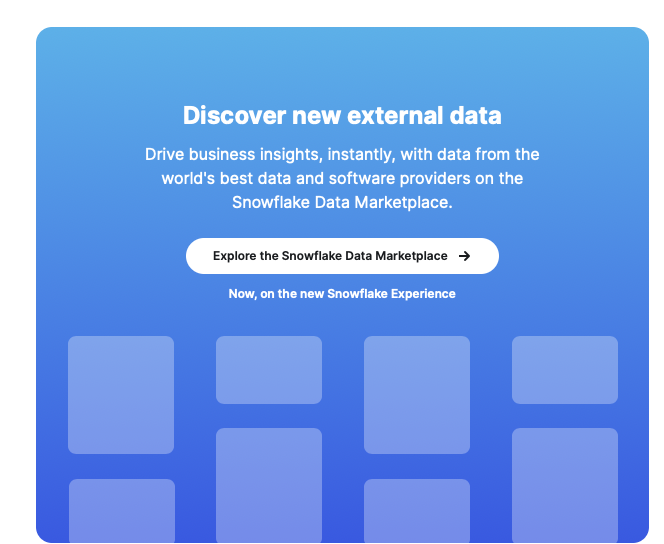 Discover new external data
Drive business insights, instantly, with data from the
world's best data and software providers on the
Snowflake Data Marketplace.
Explore the Snowflake Data Marketplace →
Now, on the new Snowflake Experience